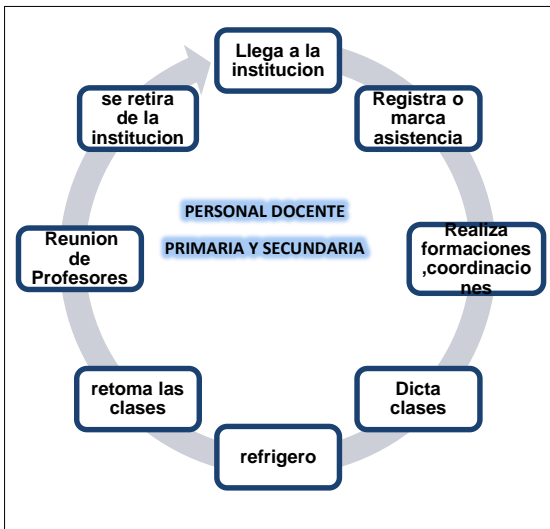 Llega a la
institucion
Registra o
marca
asistencia
Realiza
formaciones
,coordinacio
nes
Dicta
clases
refrigero
retoma las
clases
Reunion
de
Profesores
se retira
de la
institucion
PERSONAL DOCENTE
PRIMARIA Y SECUNDARIA